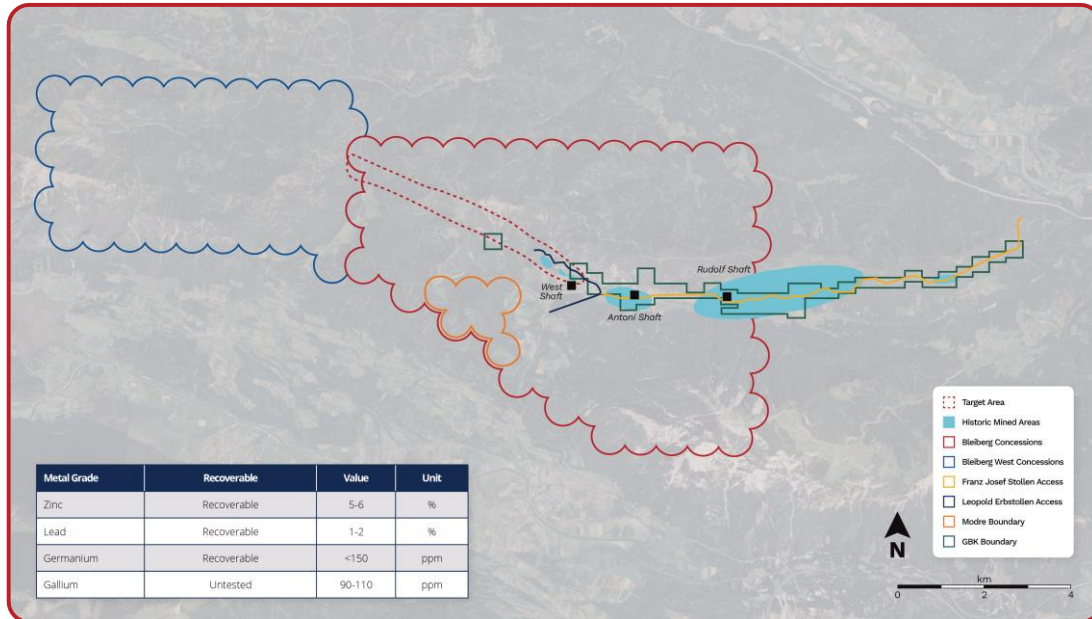 Rudolf Shaft
West
Shaft
Antoni Shaft
Target Area
Historic Mined Areas
Bleiberg Concessions
Bleiberg West Concessions
Franz Josef Stollen Access
Leopold Erbstollen Access
Modre Boundary
GBK Boundary
Metal Grade Recoverable Value Unit
Zinc Recoverable 5-6 %
Lead Recoverable 1-2 %
Germanium Recoverable <150 ppm
Gallium Untested 90-110 ppm
N
km
0 2 4